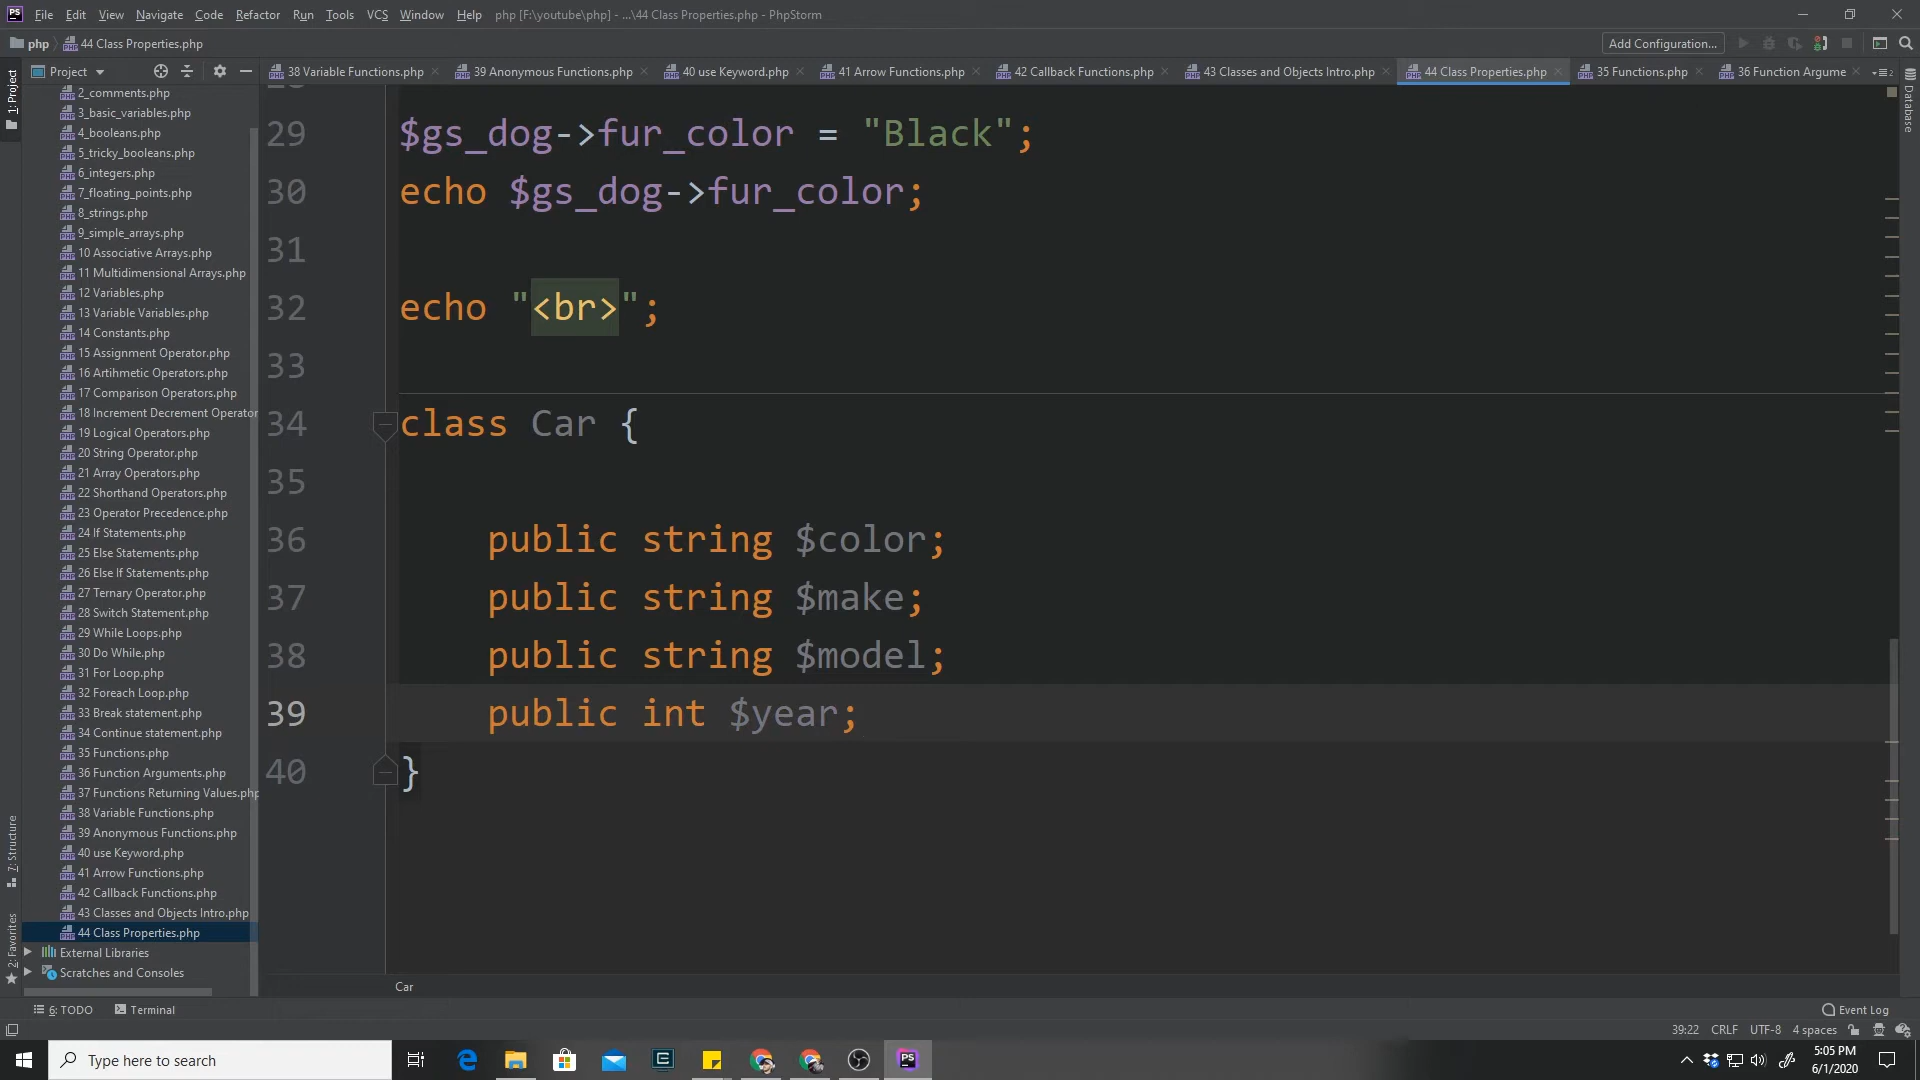 File Edit View Navigate Code Refactor Run Tools VCS Window Help php [F:\youtube\php] - ...\44 Class Properties.php - PhpStorm
php 44 Class Properties.php Add Configuration...
Project
38 Variable Functions.php 39 Anonymous Functions.php 40 use Keyword.php 41 Arrow Functions.php 42 Callback Functions.php 43 Classes and Objects Intro.php 44 Class Properties.php 35 Functions.php 36 Function Argume
1: Project
7: Structure
2: Favorites
Database
2_comments.php
3_basic_variables.php
4_booleans.php
5_tricky_booleans.php
6_integers.php
7_floating_points.php
8_strings.php
9_simple_arrays.php
10 Associative Arrays.php
11 Multidimensional Arrays.php
12 Variables.php
13 Variable Variables.php
14 Constants.php
15 Assignment Operator.php
16 Artihmetic Operators.php
17 Comparison Operators.php
18 Increment Decrement Operator
19 Logical Operators.php
20 String Operator.php
21 Array Operators.php
22 Shorthand Operators.php
23 Operator Precedence.php
24 If Statements.php
25 Else Statements.php
26 Else If Statements.php
27 Ternary Operator.php
28 Switch Statement.php
29 While Loops.php
30 Do While.php
31 For Loop.php
32 Foreach Loop.php
33 Break statement.php
34 Continue statement.php
35 Functions.php
36 Function Arguments.php
37 Functions Returning Values.php
38 Variable Functions.php
39 Anonymous Functions.php
40 use Keyword.php
41 Arrow Functions.php
42 Callback Functions.php
43 Classes and Objects Intro.php
44 Class Properties.php
External Libraries
Scratches and Consoles
29 $gs_dog->fur_color = "Black";
30 echo $gs_dog->fur_color;
31
32 echo "<br>";
33
34 class Car {
35
36 public string $color;
37 public string $make;
38 public string $model;
39 public int $year;
40 }
Car
6: TODO Terminal Event Log
39:22 CRLF UTF-8 4 spaces
Type here to search
5:05 PM
6/1/2020